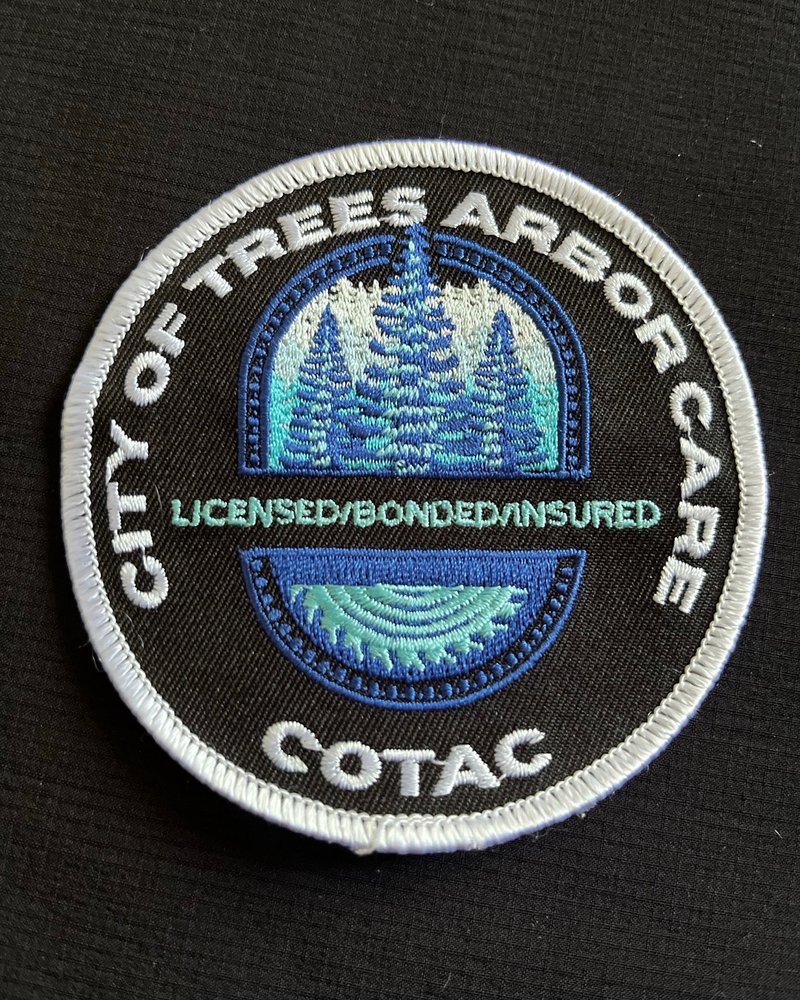 CITY OF TREES ARBOR CARE
LICENSED/BONDED/INSURED
COTAC